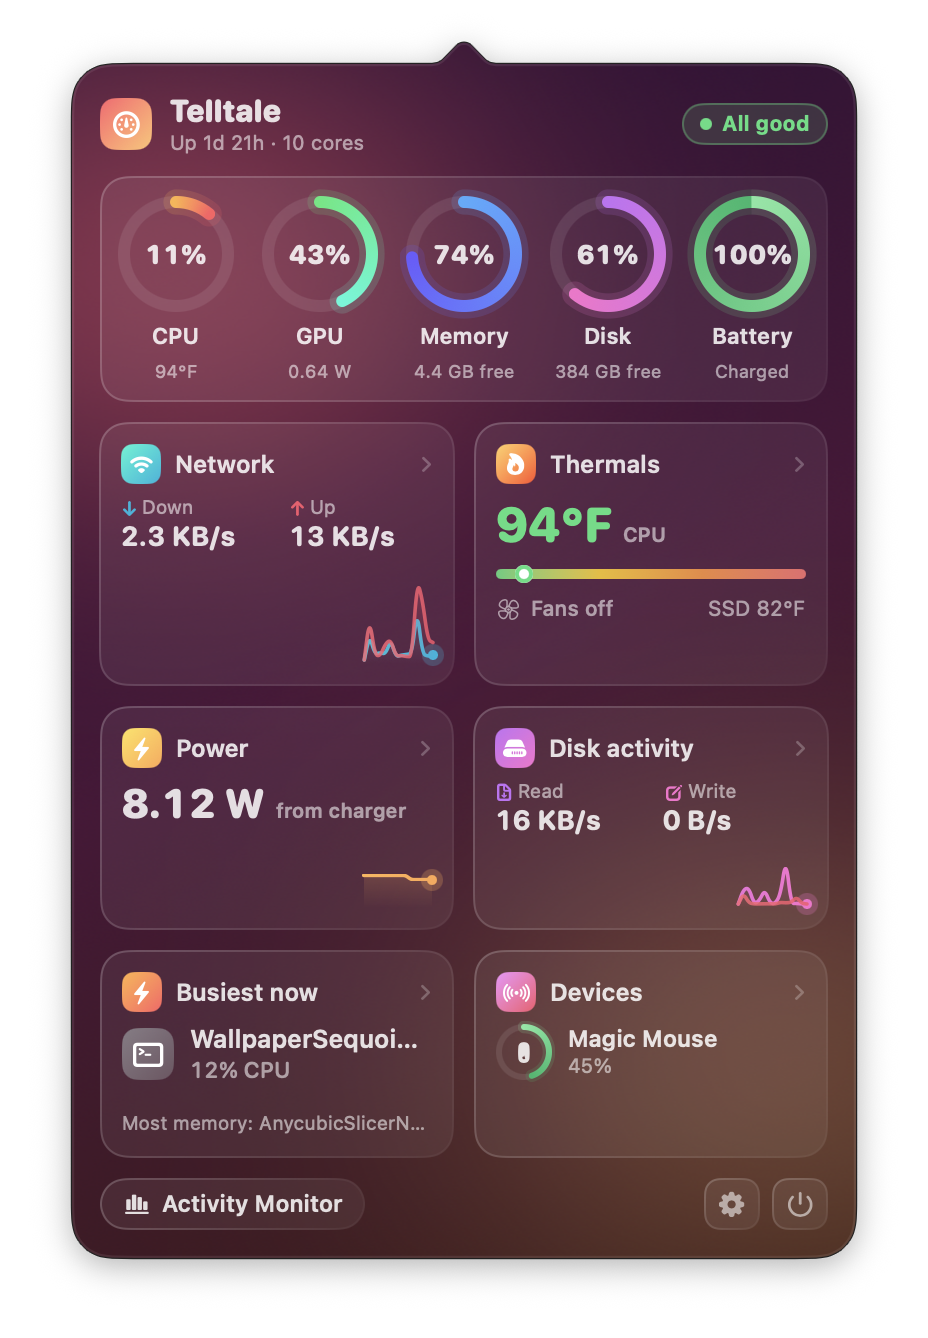 Telltale
Up 1d 21h · 10 cores
All good
11%
43%
74%
61%
100%
CPU
GPU
Memory
Disk
Battery
94°F
0.64 W
4.4 GB free
384 GB free
Charged
Network
Down
Up
2.3 KB/s
13 KB/s
Thermals
94°F CPU
Fans off
SSD 82°F
Power
8.12 W from charger
Disk activity
Read
Write
16 KB/s
0 B/s
Busiest now
WallpaperSequoi...
12% CPU
Most memory: AnycubicSlicerN...
Devices
Magic Mouse
45%
Activity Monitor